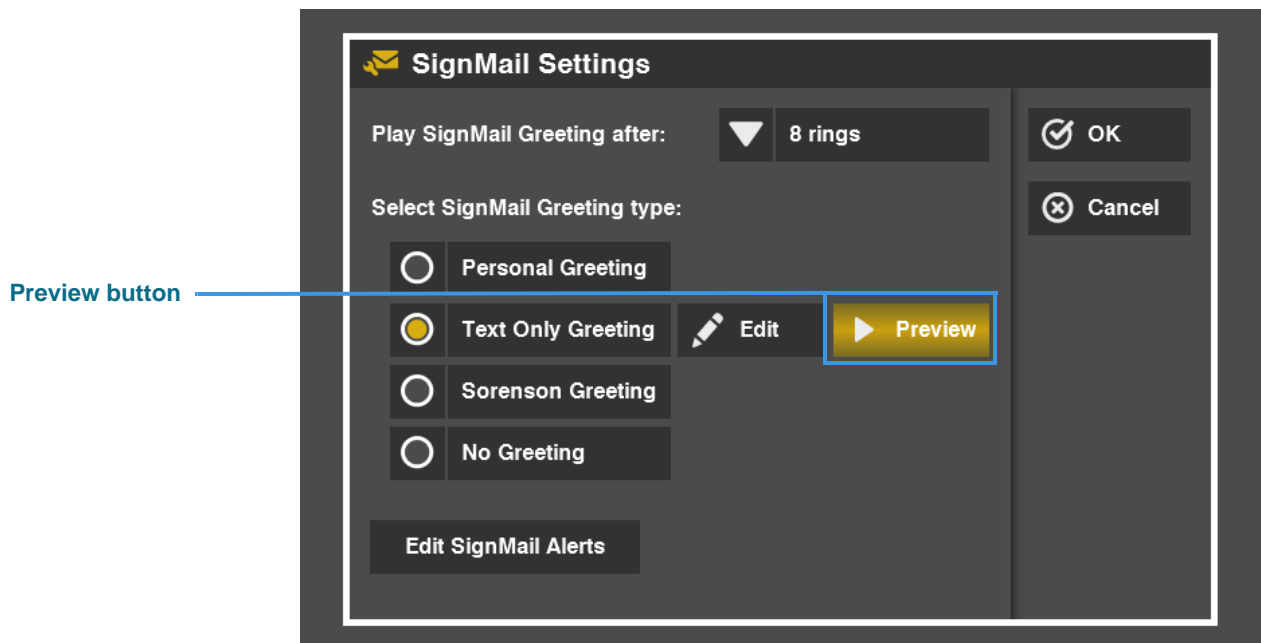 SignMail Settings
Play SignMail Greeting after:
8 rings
OK
Select SignMail Greeting type:
Cancel
Personal Greeting
Preview button
Text Only Greeting
Edit
Preview
Sorenson Greeting
No Greeting
Edit SignMail Alerts